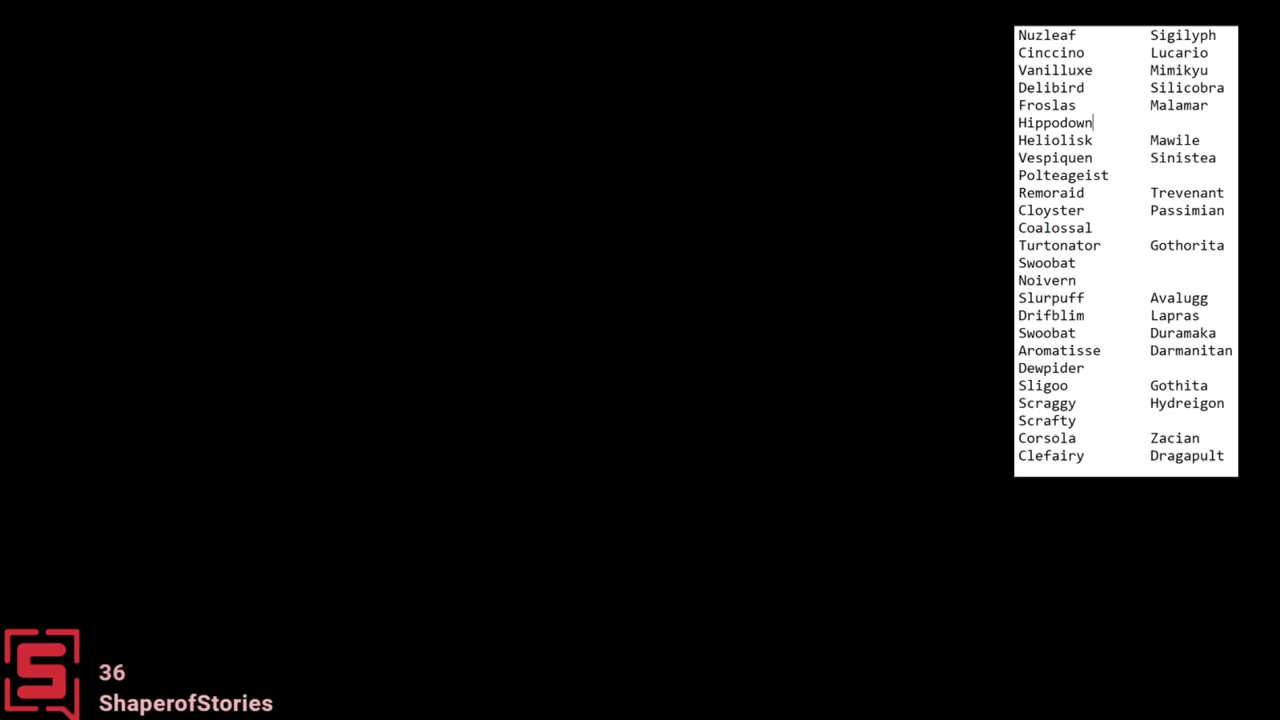 Nuzleaf Sigilyph
Cinccino Lucario
Vanilluxe Mimikyu
Delibird Silicobra
Froslas Malamar
Hippodown
Heliolisk Mawile
Vespiquen Sinistea
Polteageist
Remoraid Trevenant
Cloyster Passimian
Coalossal
Turtonator Gothorita
Swoobat
Noivern
Slurpuff Avalugg
Drifblim Lapras
Swoobat Duramaka
Aromatisse Darmanitan
Dewpider
Sligoo Gothita
Scraggy Hydreigon
Scrafty
Corsola Zacian
Clefairy Dragapult
36
ShaperofStories